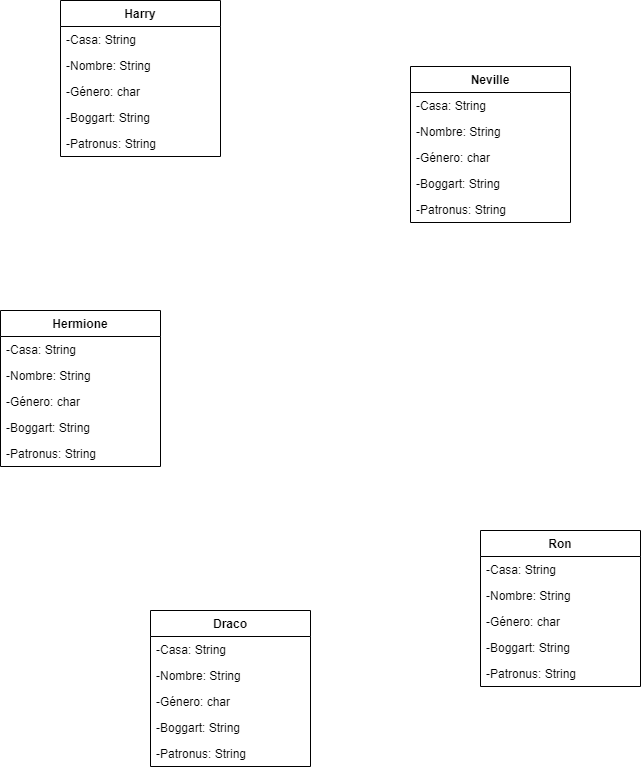 Harry
-Casa: String
-Nombre: String
-Género: char
-Boggart: String
-Patronus: String
Neville
-Casa: String
-Nombre: String
-Género: char
-Boggart: String
-Patronus: String
Hermione
-Casa: String
-Nombre: String
-Género: char
-Boggart: String
-Patronus: String
Ron
-Casa: String
-Nombre: String
-Género: char
-Boggart: String
-Patronus: String
Draco
-Casa: String
-Nombre: String
-Género: char
-Boggart: String
-Patronus: String